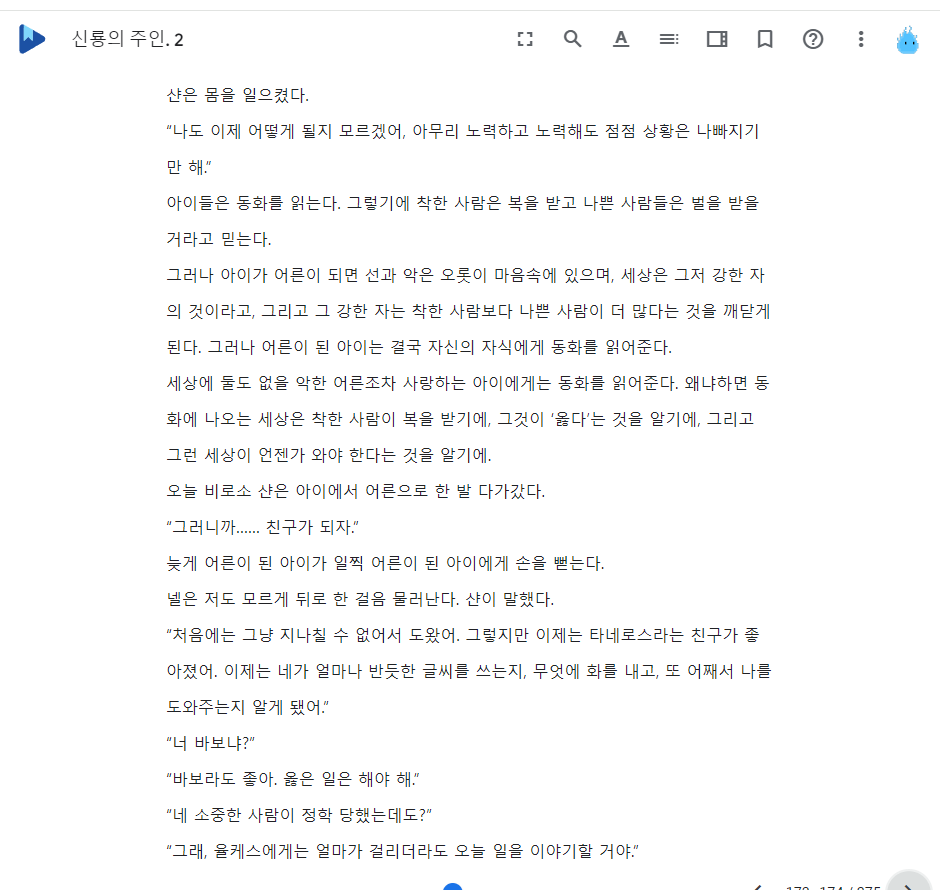 신룡의 주인. 2
샨은 몸을 일으켰다.
“나도 이제 어떻게 될지 모르겠어, 아무리 노력하고 노력해도 점점 상황은 나빠지기
만 해.”
아이들은 동화를 읽는다. 그렇기에 착한 사람은 복을 받고 나쁜 사람들은 벌을 받을
거라고 믿는다.
그러나 아이가 어른이 되면 선과 악은 오롯이 마음속에 있으며, 세상은 그저 강한 자
의 것이라고, 그리고 그 강한 자는 착한 사람보다 나쁜 사람이 더 많다는 것을 깨닫게
된다. 그러나 어른이 된 아이는 결국 자신의 자식에게 동화를 읽어준다.
세상에 둘도 없을 악한 어른조차 사랑하는 아이에게는 동화를 읽어준다. 왜냐하면 동
화에 나오는 세상은 착한 사람이 복을 받기에, 그것이 ‘옳다’는 것을 알기에, 그리고
그런 세상이 언젠가 와야 한다는 것을 알기에.
오늘 비로소 샨은 아이에서 어른으로 한 발 다가갔다.
“그러니까…… 친구가 되자.”
늦게 어른이 된 아이가 일찍 어른이 된 아이에게 손을 뻗는다.
넬은 저도 모르게 뒤로 한 걸음 물러난다. 샨이 말했다.
“처음에는 그냥 지나칠 수 없어서 도왔어. 그렇지만 이제는 타네로스라는 친구가 좋
아졌어. 이제는 네가 얼마나 반듯한 글씨를 쓰는지, 무엇에 화를 내고, 또 어째서 나를
도와주는지 알게 됐어.”
“너 바보냐?”
“바보라도 좋아. 옳은 일은 해야 해.”
“네 소중한 사람이 정학 당했는데도?”
“그래, 율케스에게는 얼마가 걸리더라도 오늘 일을 이야기할 거야.”